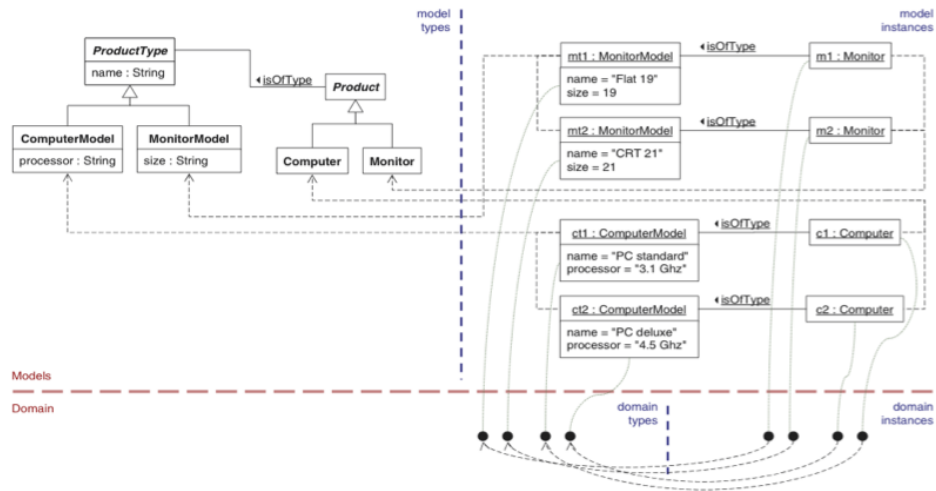 model
types
model
instances
ProductType
name : String
◂ isOfType
Product
ComputerModel
processor : String
MonitorModel
size : String
Computer
Monitor
mt1 : MonitorModel
name = "Flat 19"
size = 19
◂ isOfType
m1 : Monitor
mt2 : MonitorModel
name = "CRT 21"
size = 21
◂ isOfType
m2 : Monitor
ct1 : ComputerModel
name = "PC standard"
processor = "3.1 Ghz"
◂ isOfType
c1 : Computer
ct2 : ComputerModel
name = "PC deluxe"
processor = "4.5 Ghz"
◂ isOfType
c2 : Computer
Models
Domain
domain
types
domain
instances